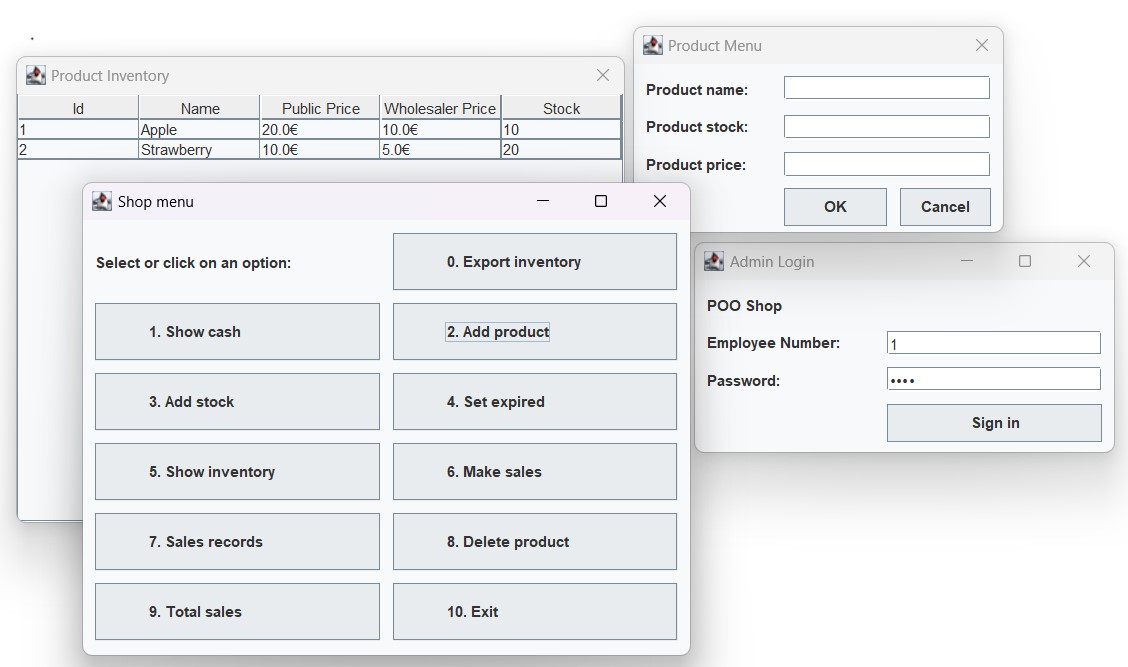 .
Product Inventory
Id Name Public Price Wholesaler Price Stock
1 Apple 20.0€ 10.0€ 10
2 Strawberry 10.0€ 5.0€ 20
Product Menu
Product name:
Product stock:
Product price:
OK Cancel
Shop menu
Select or click on an option: 0. Export inventory
1. Show cash 2. Add product
3. Add stock 4. Set expired
5. Show inventory 6. Make sales
7. Sales records 8. Delete product
9. Total sales 10. Exit
Admin Login
POO Shop
Employee Number: 1
Password: ••••
Sign in